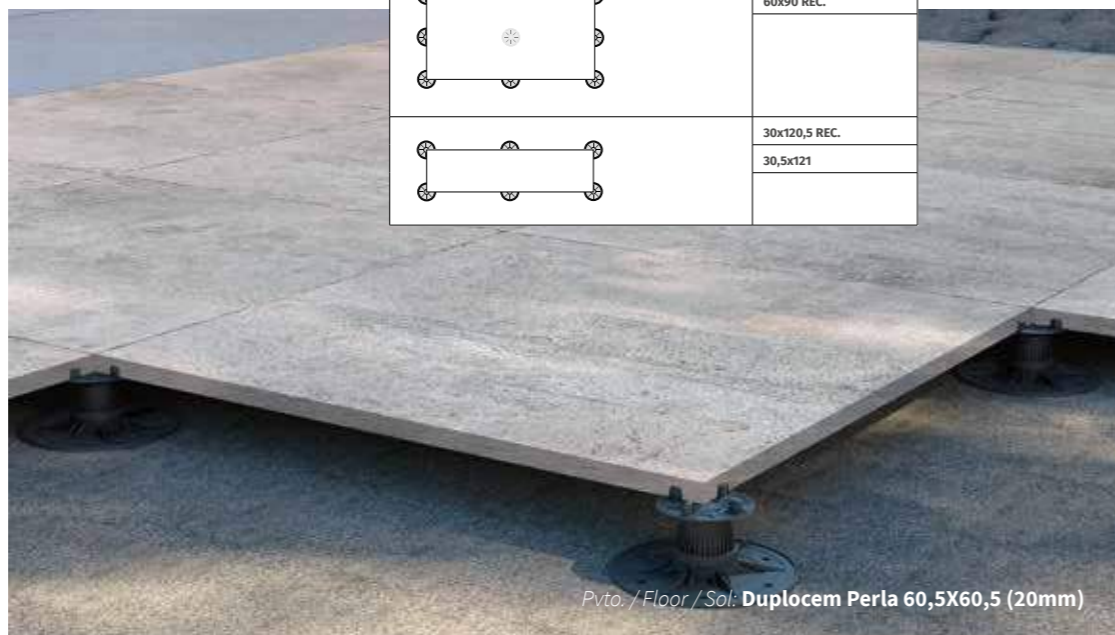 60x90 REC.
30x120,5 REC.
30,5x121
Pvto. / Floor / Sol: Duplocem Perla 60,5X60,5 (20mm)